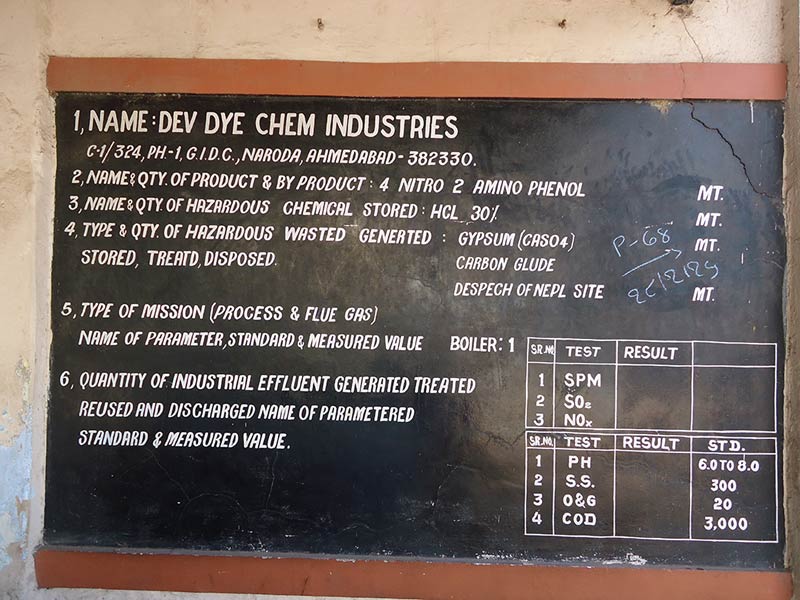 1, NAME : DEV DYE CHEM INDUSTRIES
C-1/324, PH.-1, G.I.D.C., NARODA, AHMEDABAD - 382330.
2, NAME & QTY. OF PRODUCT & BY PRODUCT : 4 NITRO 2 AMINO PHENOL MT.
3, NAME & QTY OF HAZARDOUS CHEMICAL STORED : HCL 30% MT.
4, TYPE & QTY. OF HAZARDOUS WASTED GENERTED : GYPSUM (CASO4) P-68 MT.
STORED, TREATD, DISPOSED. CARBON GLUDE
DESPECH OF NEPL SITE MT.
5, TYPE OF MISSION (PROCESS & FLUE GAS)
NAME OF PARAMETER, STANDARD & MEASURED VALUE BOILER: 1
SR.NO. TEST RESULT
1 SPM
2 SO₂
3 NOx
6, QUANTITY OF INDUSTRIAL EFFLUENT GENERATED TREATED
REUSED AND DISCHARGED NAME OF PARAMETERED
STANDARD & MEASURED VALUE.
SR.NO. TEST RESULT STD.
1 PH 6.0 TO 8.0
2 S.S. 300
3 O&G 20
4 COD 3,000